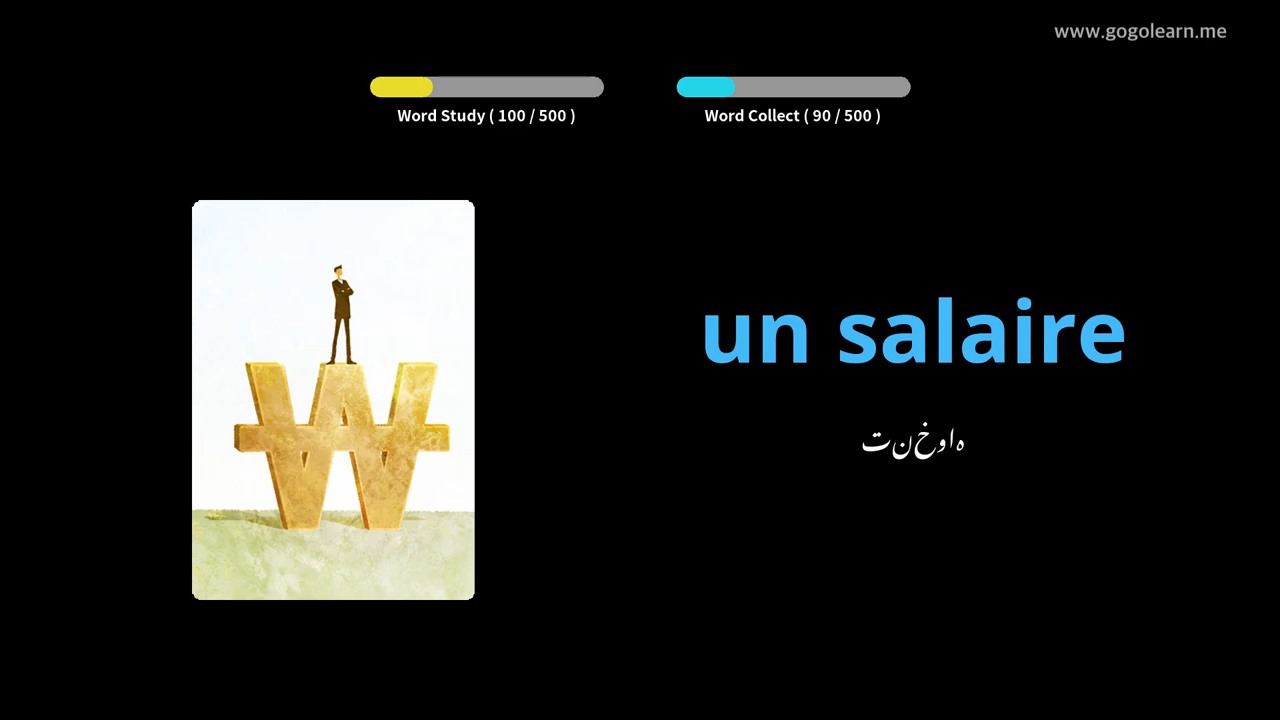 www.gogolearn.me
Word Study ( 100 / 500 )
Word Collect ( 90 / 500 )
un salaire
تنخواہ